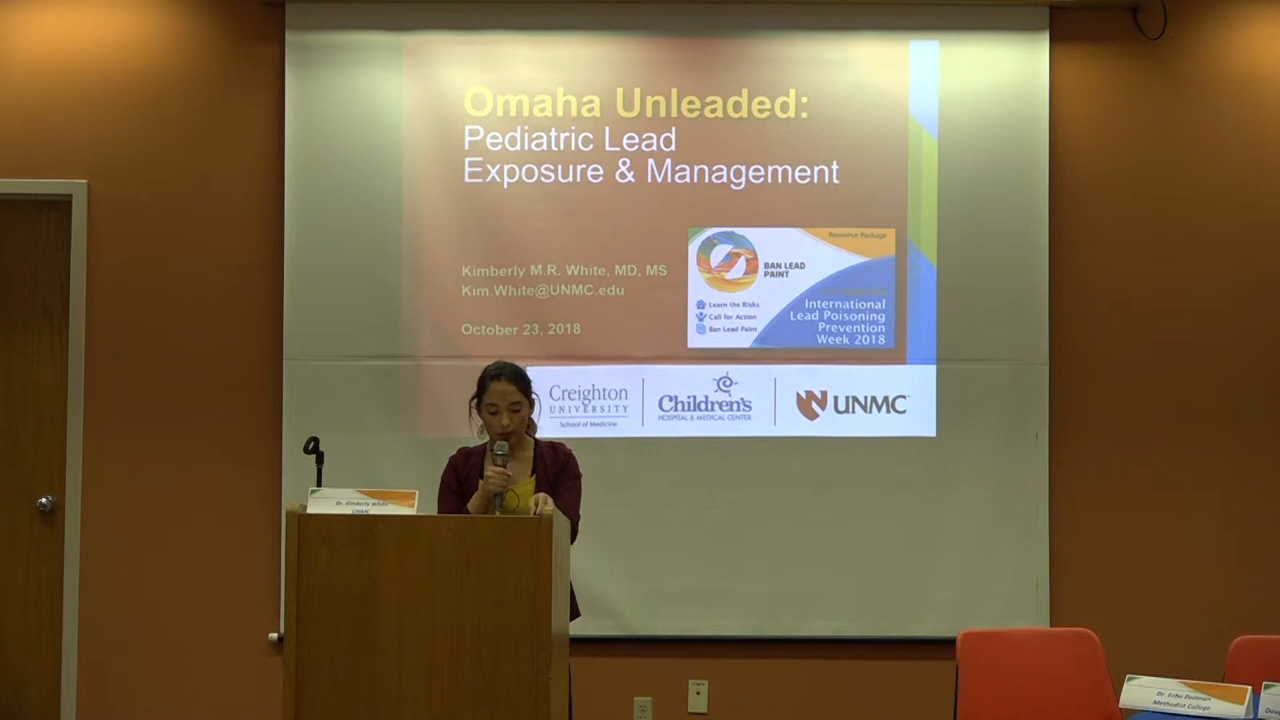 Omaha Unleaded:
Pediatric Lead
Exposure & Management
Resource Package
BAN LEAD
PAINT
Kimberly M.R. White, MD, MS
Kim.White@UNMC.edu
Learn the Risks
Call for Action
Ban Lead Paint
International
Lead Poisoning
Prevention
Week 2018
October 23, 2018
Creighton
UNIVERSITY
School of Medicine
Children's
HOSPITAL & MEDICAL CENTER
UNMC
Dr. Kimberly White
UNMC
Dr. Echo Perlman
Methodist College